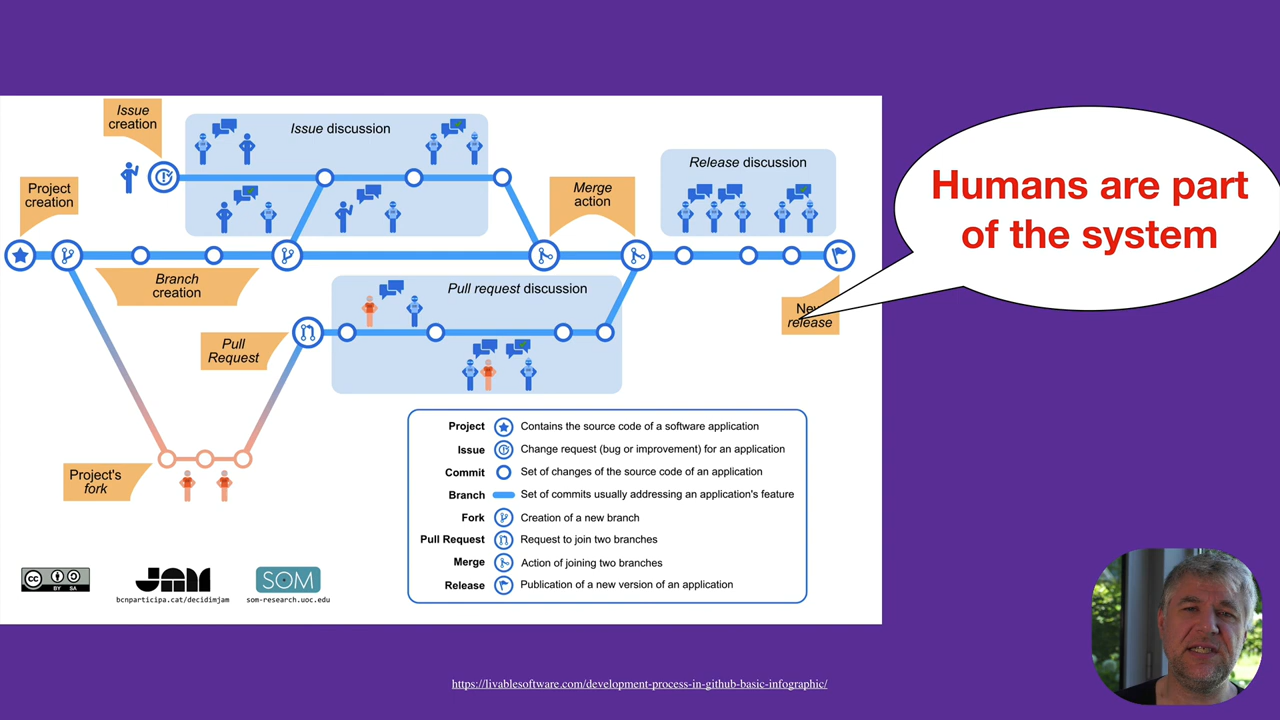 Issue
creation
Issue discussion
Project
creation
Branch
creation
Merge
action
Release discussion
Pull request discussion
Pull
Request
New
release
Project's
fork
Humans are part
of the system
Project Contains the source code of a software application
Issue Change request (bug or improvement) for an application
Commit Set of changes of the source code of an application
Branch Set of commits usually addressing an application's feature
Fork Creation of a new branch
Pull Request Request to join two branches
Merge Action of joining two branches
Release Publication of a new version of an application
cc BY SA
JAM
bcnparticipa.cat/decidimjam
SOM
som-research.uoc.edu
https://livablesoftware.com/development-process-in-github-basic-infographic/